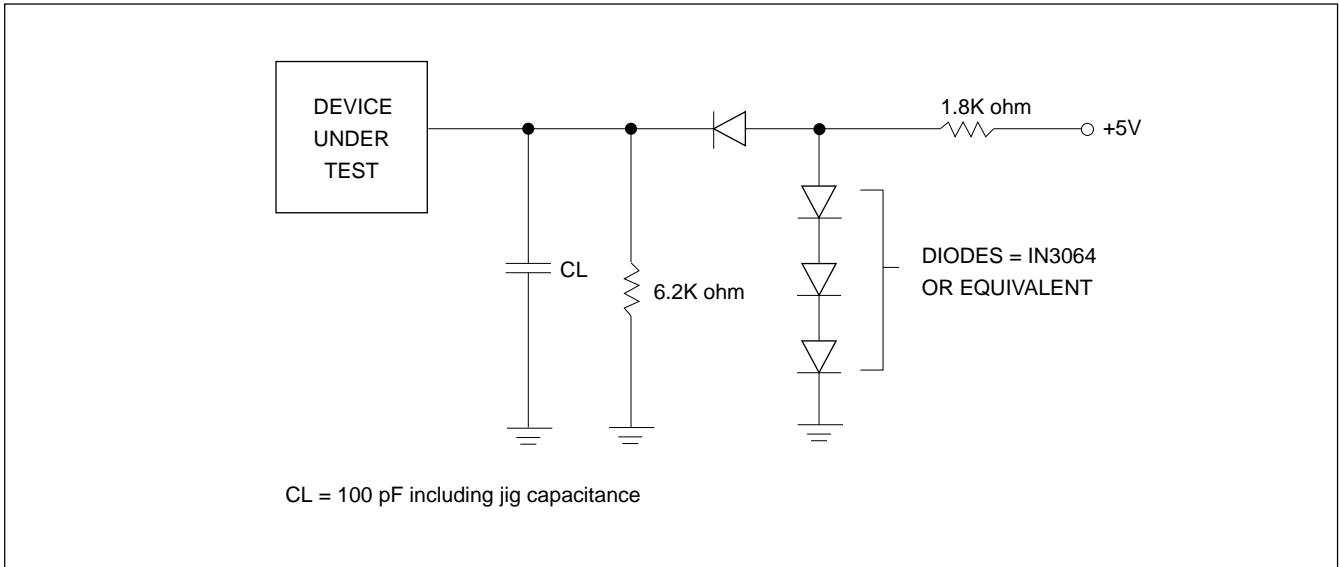 DEVICE
UNDER
TEST
1.8K ohm
+5V
CL
6.2K ohm
DIODES = IN3064
OR EQUIVALENT
CL = 100 pF including jig capacitance